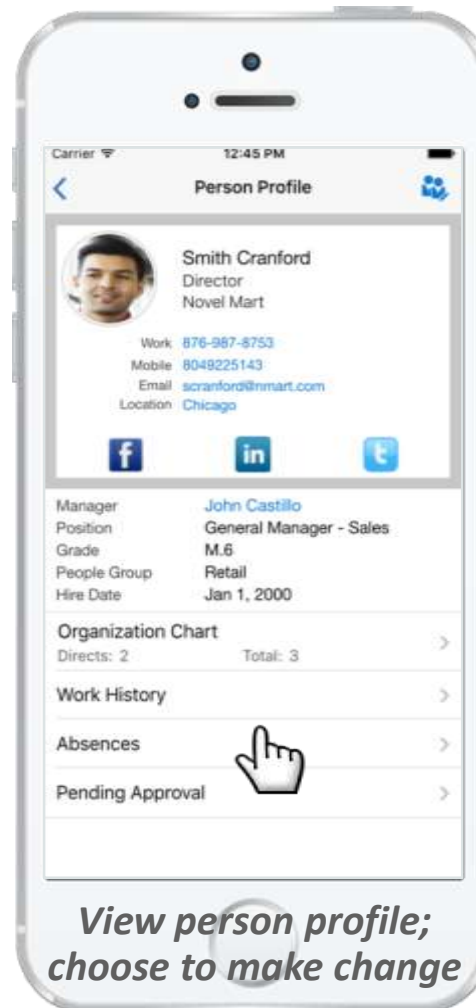 Carrier 12:45 PM
Person Profile
Smith Cranford
Director
Novel Mart
Work 876-987-8753
Mobile 8049225143
Email scranford@nmart.com
Location Chicago
f in t
Manager John Castillo
Position General Manager - Sales
Grade M.6
People Group Retail
Hire Date Jan 1, 2000
Organization Chart
Directs: 2 Total: 3
Work History
Absences
Pending Approval
View person profile;
choose to make change